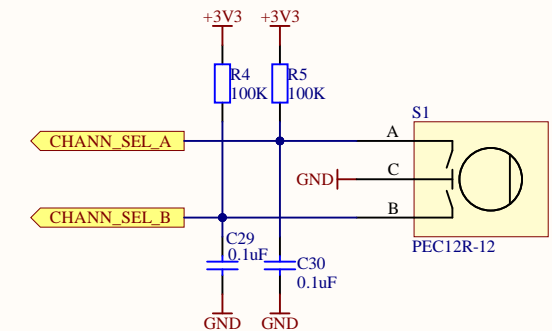 +3V3 +3V3
R4 R5
100K 100K
S1
CHANN_SEL_A A
GND C
CHANN_SEL_B B
C29 PEC12R-12
0.1uF C30
0.1uF
GND GND